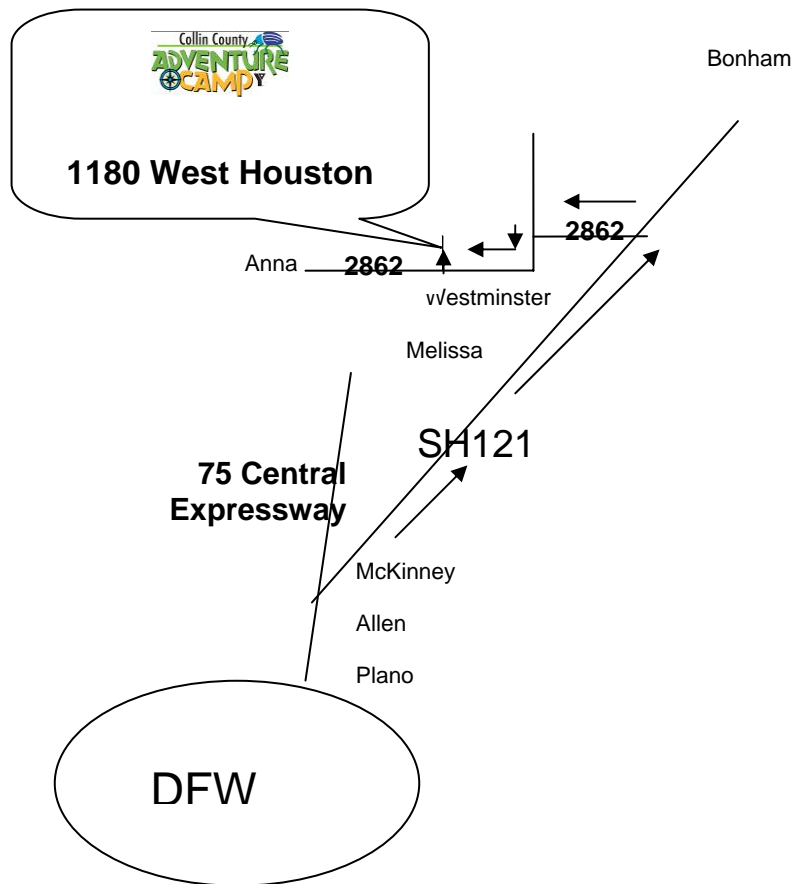 Collin County
ADVENTURE
CAMP Y
1180 West Houston
Bonham
2862
Anna
2862
Westminster
Melissa
SH121
75 Central
Expressway
McKinney
Allen
Plano
DFW